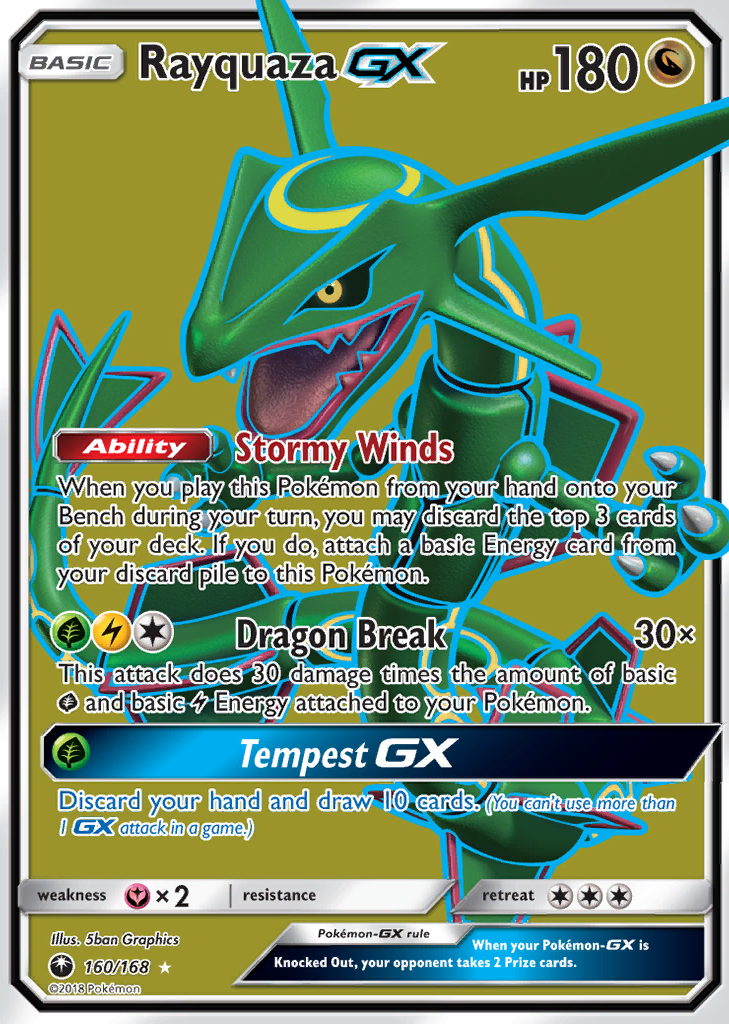 BASIC Rayquaza GX HP 180
Ability Stormy Winds
When you play this Pokémon from your hand onto your
Bench during your turn, you may discard the top 3 cards
of your deck. If you do, attach a basic Energy card from
your discard pile to this Pokémon.
Dragon Break 30×
This attack does 30 damage times the amount of basic
and basic Energy attached to your Pokémon.
Tempest GX
Discard your hand and draw 10 cards. (You can't use more than
1 GX attack in a game.)
weakness ×2 resistance retreat
Illus. 5ban Graphics
160/168
©2018 Pokémon
Pokémon-GX rule
When your Pokémon-GX is
Knocked Out, your opponent takes 2 Prize cards.